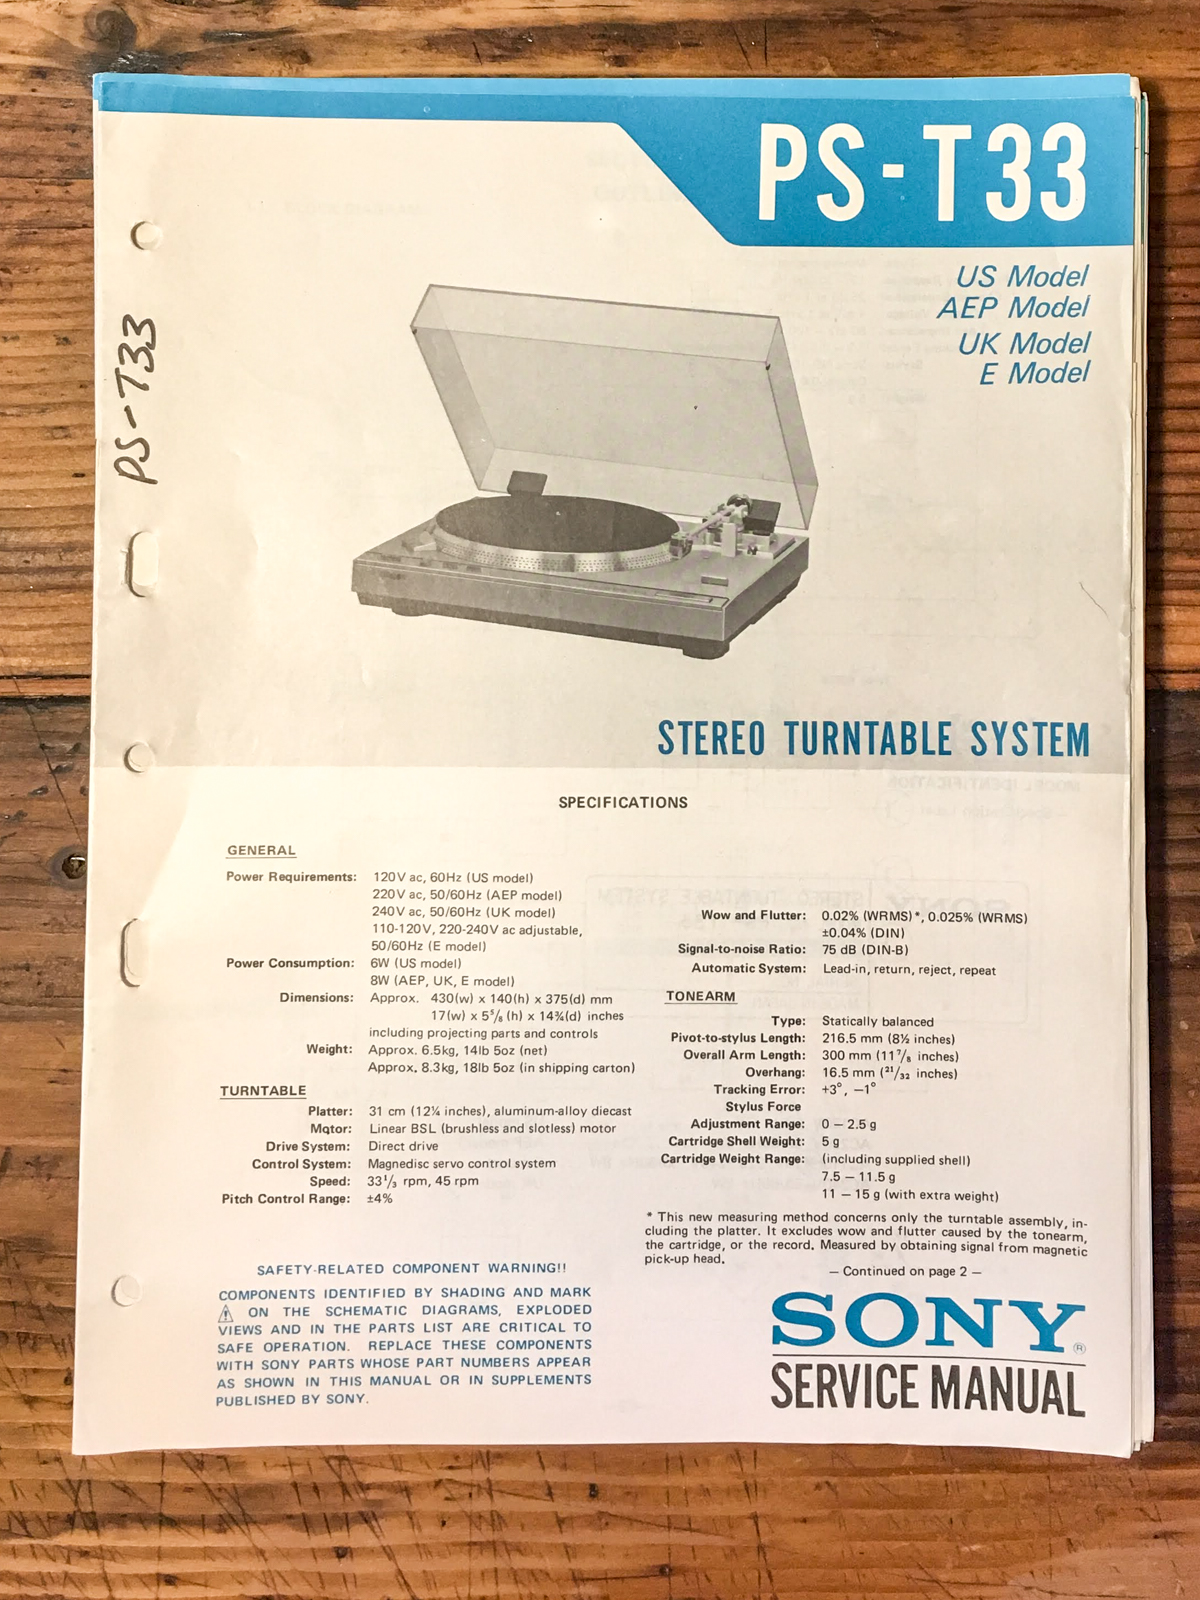 PS-T33
US Model
AEP Model
UK Model
E Model
PS-T33
STEREO TURNTABLE SYSTEM
SPECIFICATIONS
GENERAL
Power Requirements: 120V ac, 60Hz (US model)
220V ac, 50/60Hz (AEP model)
240V ac, 50/60Hz (UK model)
110-120V, 220-240V ac adjustable,
50/60Hz (E model)
Power Consumption: 6W (US model)
8W (AEP, UK, E model)
Dimensions: Approx. 430(w) x 140(h) x 375(d) mm
17(w) x 5⁵/₈ (h) x 14¾(d) inches
including projecting parts and controls
Weight: Approx. 6.5kg, 14lb 5oz (net)
Approx. 8.3kg, 18lb 5oz (in shipping carton)
TURNTABLE
Platter: 31 cm (12¼ inches), aluminum-alloy diecast
Motor: Linear BSL (brushless and slotless) motor
Drive System: Direct drive
Control System: Magnedisc servo control system
Speed: 33¹/₃ rpm, 45 rpm
Pitch Control Range: ±4%
Wow and Flutter: 0.02% (WRMS)*, 0.025% (WRMS)
±0.04% (DIN)
Signal-to-noise Ratio: 75 dB (DIN-B)
Automatic System: Lead-in, return, reject, repeat
TONEARM
Type: Statically balanced
Pivot-to-stylus Length: 216.5 mm (8½ inches)
Overall Arm Length: 300 mm (11⁷/₈ inches)
Overhang: 16.5 mm (²¹/₃₂ inches)
Tracking Error: +3°, −1°
Stylus Force
Adjustment Range: 0 – 2.5 g
Cartridge Shell Weight: 5 g
Cartridge Weight Range: (including supplied shell)
7.5 – 11.5 g
11 – 15 g (with extra weight)
* This new measuring method concerns only the turntable assembly, in-
cluding the platter. It excludes wow and flutter caused by the tonearm,
the cartridge, or the record. Measured by obtaining signal from magnetic
pick-up head.
– Continued on page 2 –
SAFETY-RELATED COMPONENT WARNING!!
COMPONENTS IDENTIFIED BY SHADING AND MARK
⚠ ON THE SCHEMATIC DIAGRAMS, EXPLODED
VIEWS AND IN THE PARTS LIST ARE CRITICAL TO
SAFE OPERATION. REPLACE THESE COMPONENTS
WITH SONY PARTS WHOSE PART NUMBERS APPEAR
AS SHOWN IN THIS MANUAL OR IN SUPPLEMENTS
PUBLISHED BY SONY.
SONY®
SERVICE MANUAL